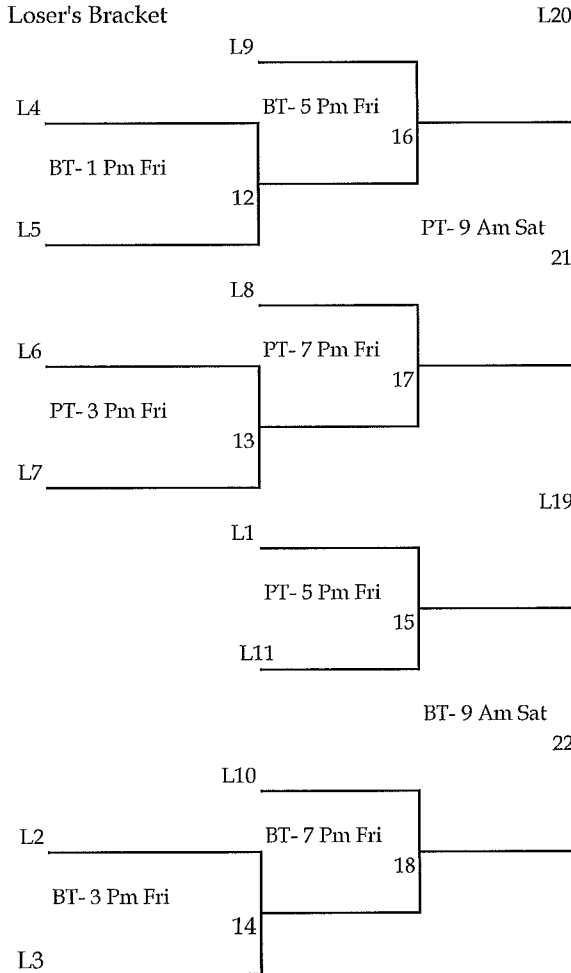 Loser's Bracket
L20
L9
L4
BT- 5 Pm Fri
16
BT- 1 Pm Fri
12
L5
PT- 9 Am Sat
21
L8
L6
PT- 7 Pm Fri
17
PT- 3 Pm Fri
13
L7
L19
L1
PT- 5 Pm Fri
15
L11
BT- 9 Am Sat
22
L10
L2
BT- 7 Pm Fri
18
BT- 3 Pm Fri
14
L3